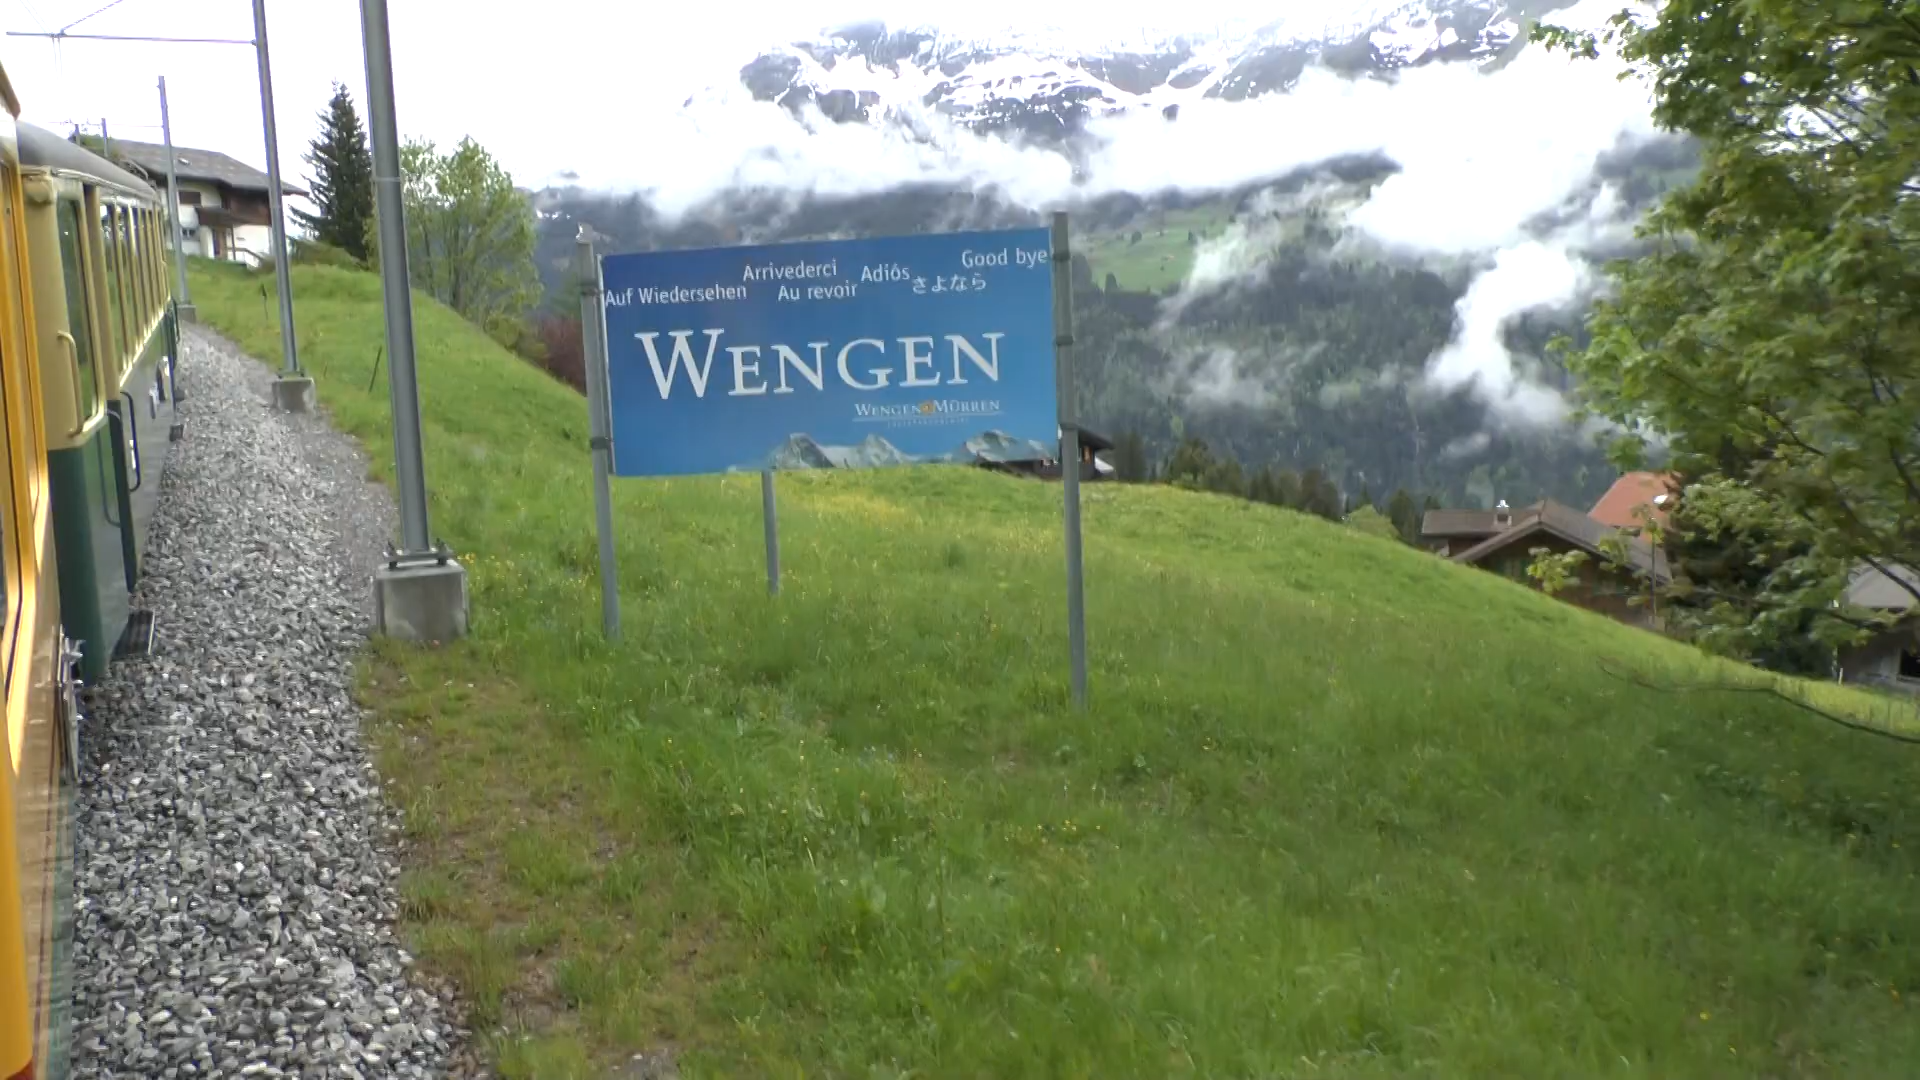 Auf Wiedersehen
Arrivederci
Au revoir
Adiós
さよなら
Good bye
WENGEN
WENGEN MÜRREN